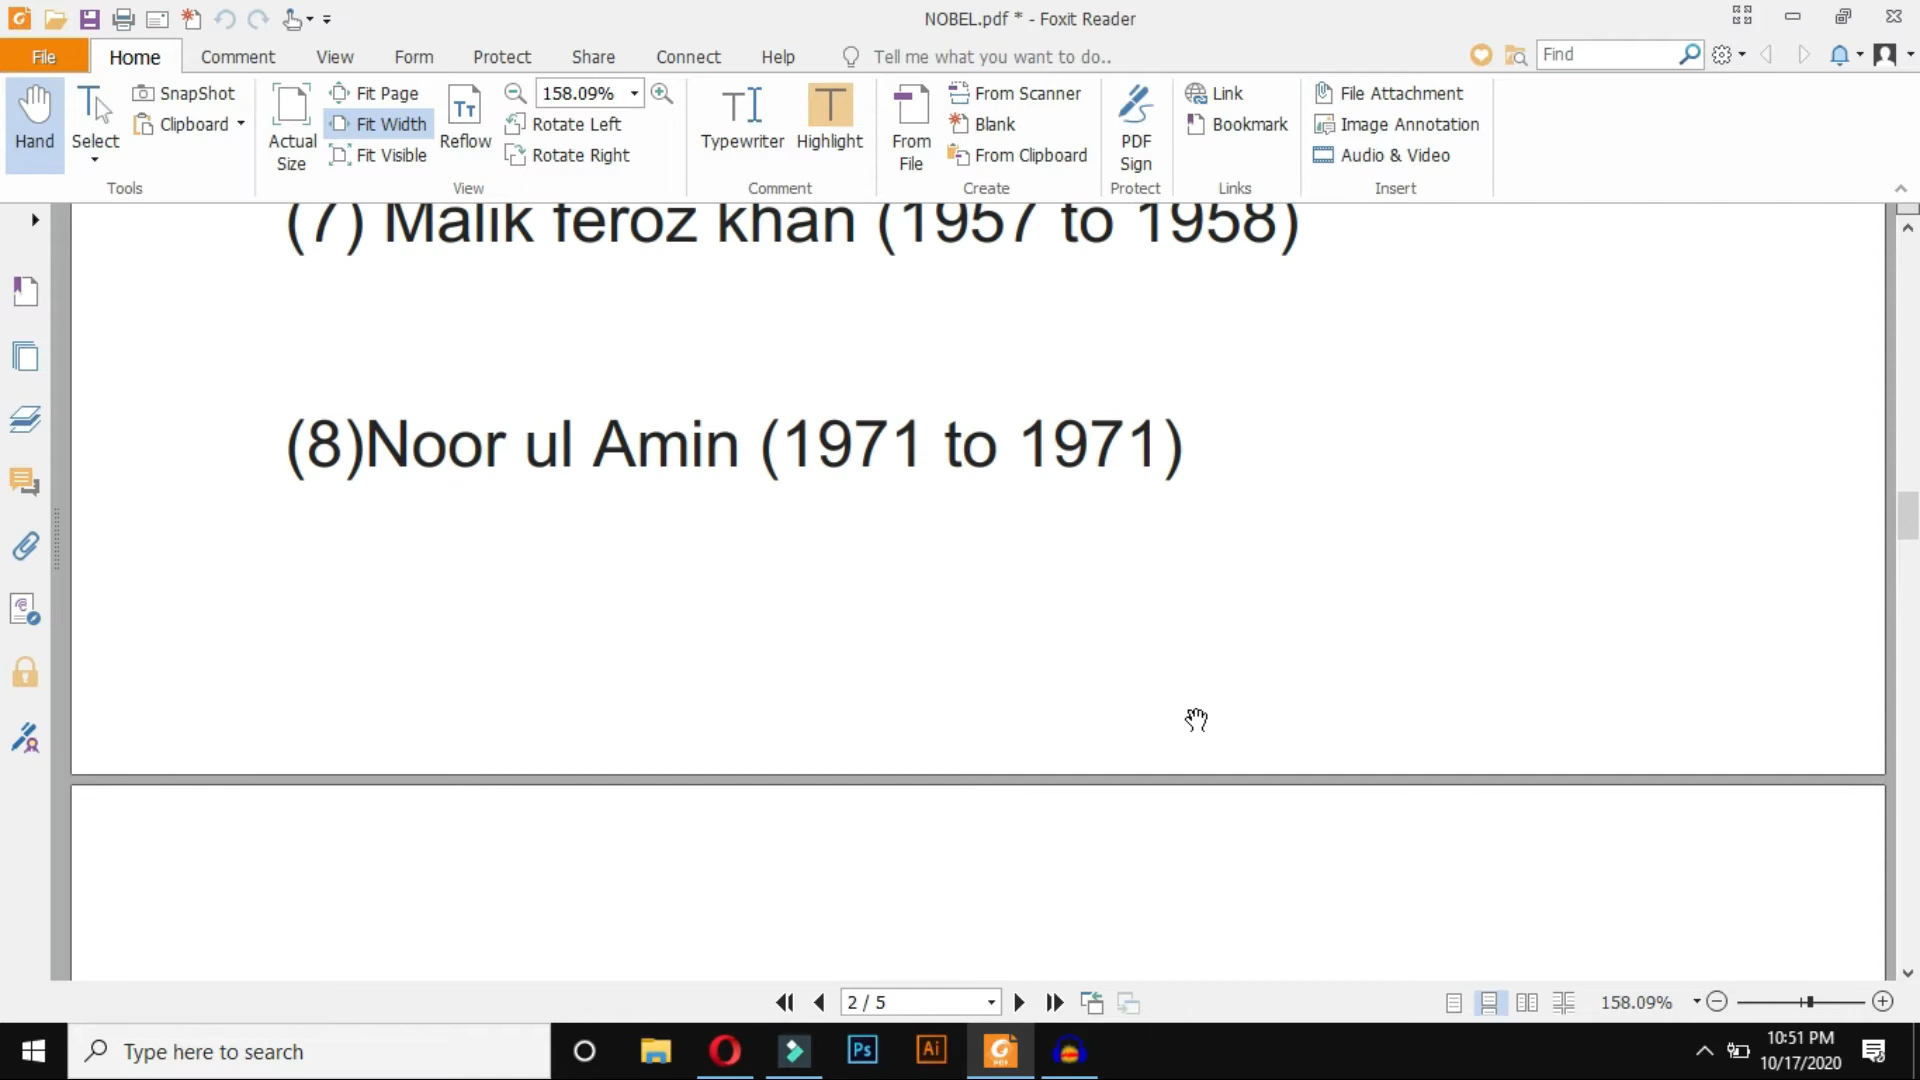 NOBEL.pdf * - Foxit Reader
File Home Comment View Form Protect Share Connect Help Tell me what you want to do.. Find
Hand
Select
SnapShot
Clipboard
Tools
Actual Size
Fit Page
Fit Width
Fit Visible
Reflow
158.09%
Rotate Left
Rotate Right
View
Typewriter
Highlight
Comment
From File
From Scanner
Blank
From Clipboard
Create
PDF Sign
Protect
Link
Bookmark
Links
File Attachment
Image Annotation
Audio & Video
Insert
(7) Malik feroz khan (1957 to 1958)
(8)Noor ul Amin (1971 to 1971)
2 / 5
158.09%
Type here to search
Ps
Ai
PDF
10:51 PM
10/17/2020